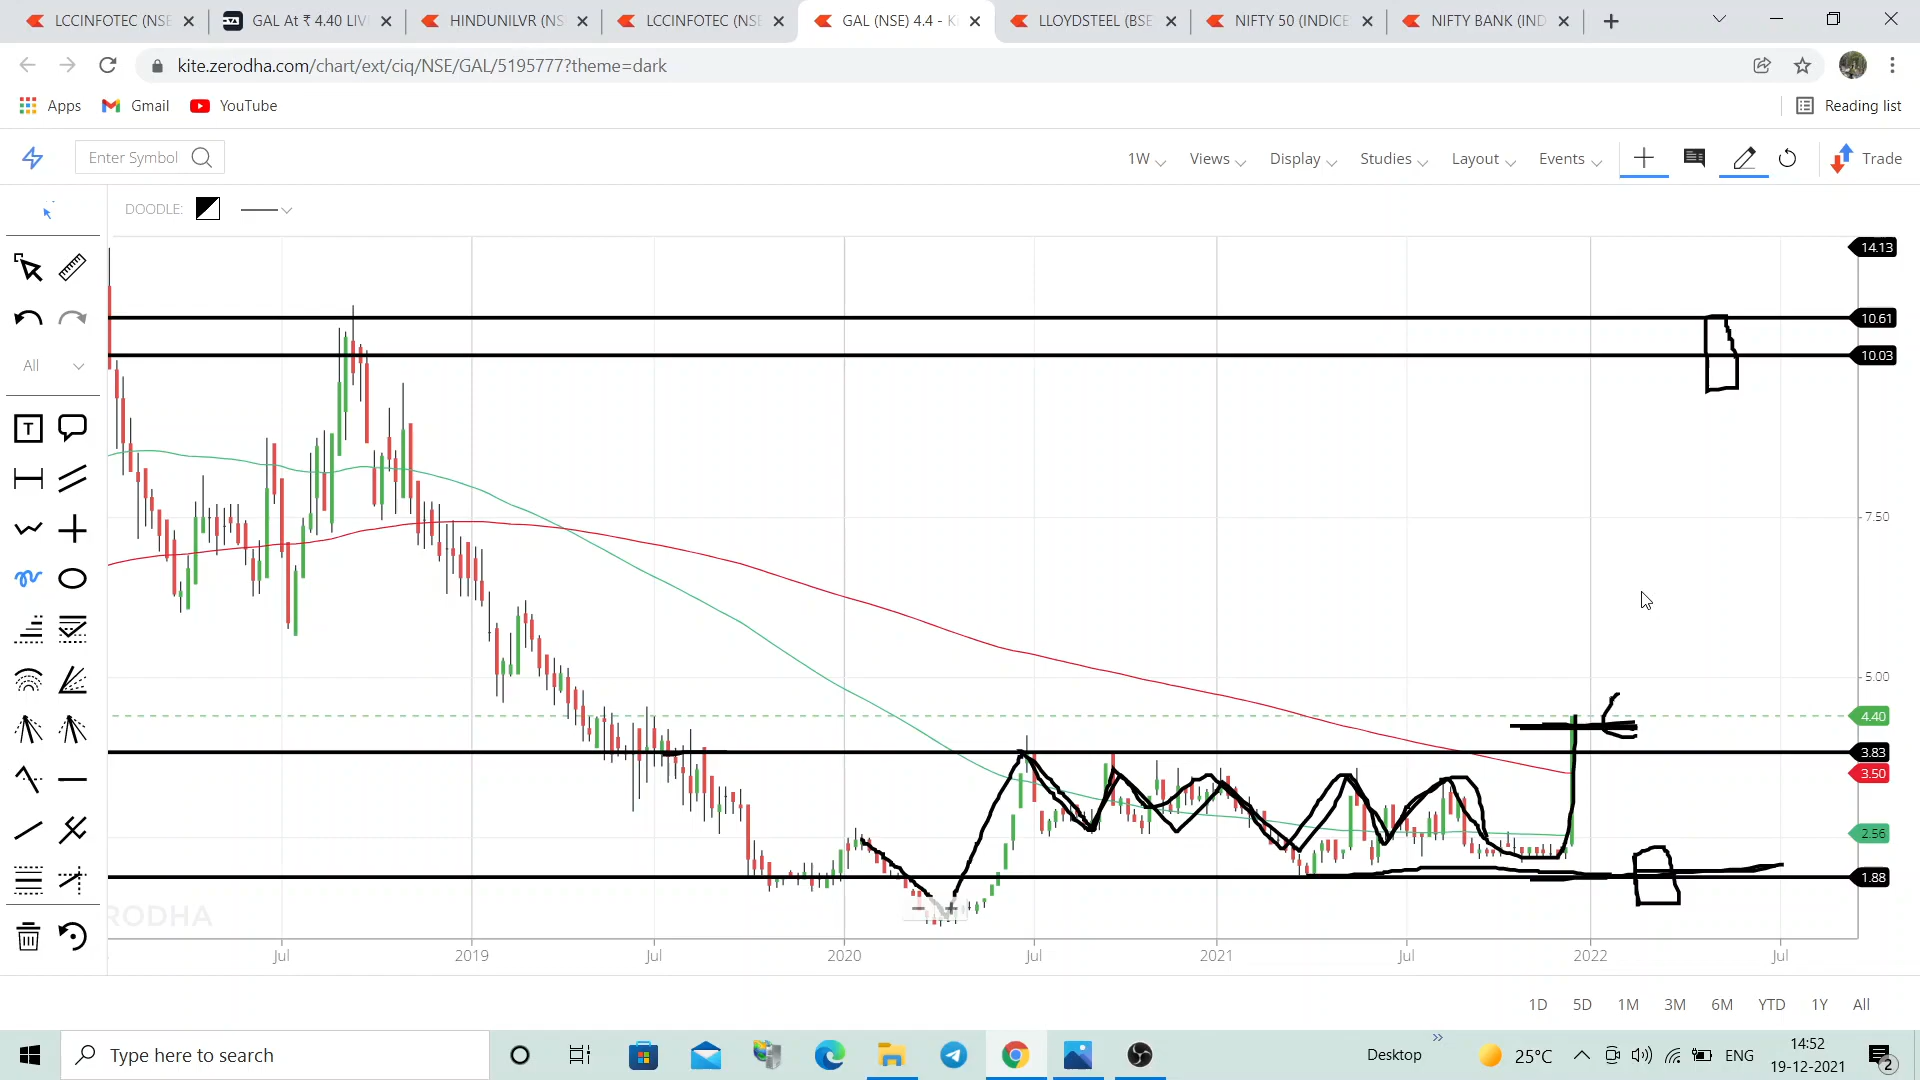 LCCINFOTEC (NSE
GAL At ₹ 4.40 LIV
HINDUNILVR (NS
LCCINFOTEC (NSE
GAL (NSE) 4.4 - K
LLOYDSTEEL (BSE
NIFTY 50 (INDICE
NIFTY BANK (IND
kite.zerodha.com/chart/ext/ciq/NSE/GAL/5195777?theme=dark
Apps
Gmail
YouTube
Reading list
Enter Symbol
1W
Views
Display
Studies
Layout
Events
Trade
DOODLE:
All
T
14.13
10.61
10.03
7.50
5.00
4.40
3.83
3.50
2.56
1.88
RODHA
Jul
2019
Jul
2020
Jul
2021
Jul
2022
Jul
1D
5D
1M
3M
6M
YTD
1Y
All
Type here to search
Desktop
25°C
ENG
14:52
19-12-2021
2